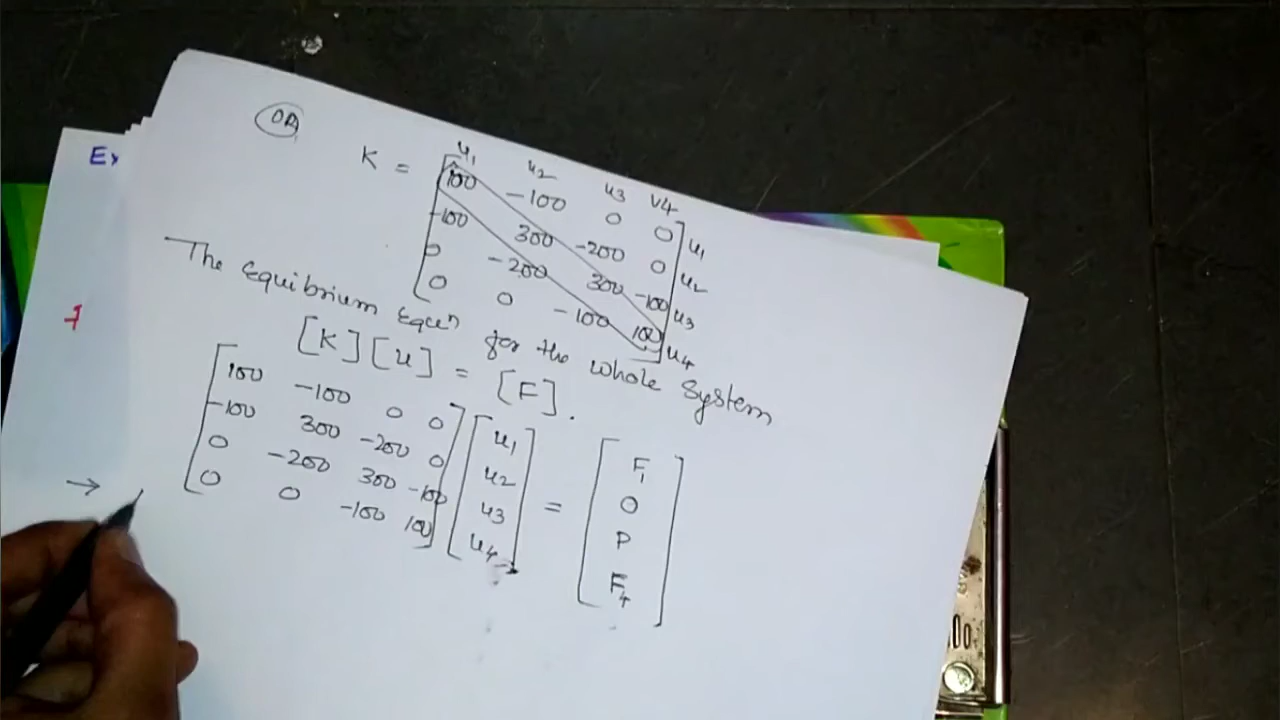 OR
Ex
K =
u1 u2 u3 v4
100 -100 0 0 u1
-100 300 -200 0 u2
0 -200 300 -100 u3
0 0 -100 100 u4
The Equibrium Equen for the whole System
[K][u] = [F].
100 -100 0 0 u1 F1
-100 300 -200 0 u2 = 0
0 -200 300 -100 u3 P
0 0 -100 100 u4 F4
→